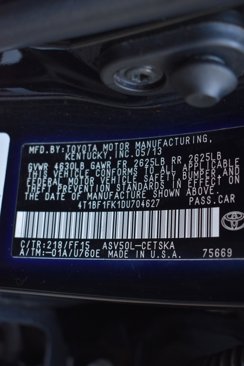 MFD.BY:TOYOTA MOTOR MANUFACTURING,
KENTUCKY,INC.05/13
GVWR 4630LB GAWR FR 2625LB RR 2625LB
THIS VEHICLE CONFORMS TO ALL APPLICABLE
FEDERAL MOTOR VEHICLE SAFETY,BUMPER,AND
THEFT PREVENTION STANDARDS IN EFFECT ON
THE DATE OF MANUFACTURE SHOWN ABOVE.
4T1BF1FK1DU704627 PASS.CAR
C/TR:218/FF15 ASV50L-CETSKA
A/TM:-01A/U760E MADE IN U.S.A. 75669